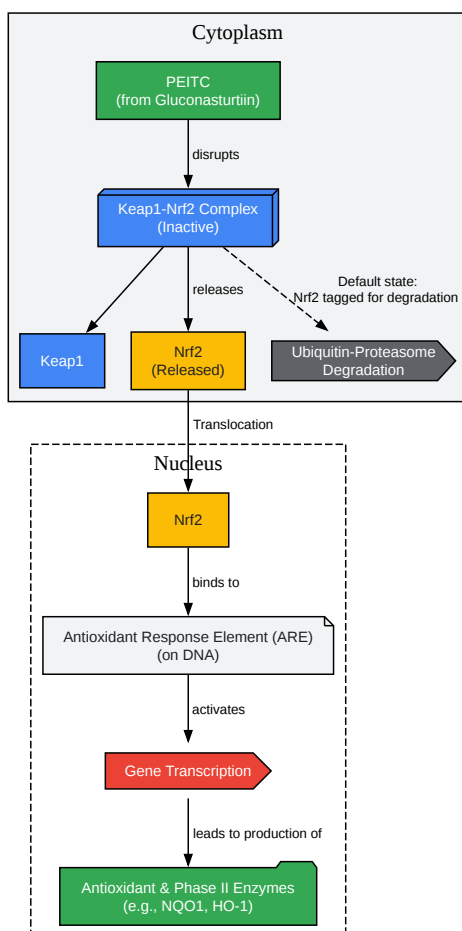 Cytoplasm
PEITC
(from Gluconasturtiin)
disrupts
Keap1-Nrf2 Complex
(Inactive)
releases
Default state:
Nrf2 tagged for degradation
Keap1
Nrf2
(Released)
Ubiquitin-Proteasome
Degradation
Translocation
Nucleus
Nrf2
binds to
Antioxidant Response Element (ARE)
(on DNA)
activates
Gene Transcription
leads to production of
Antioxidant & Phase II Enzymes
(e.g., NQO1, HO-1)